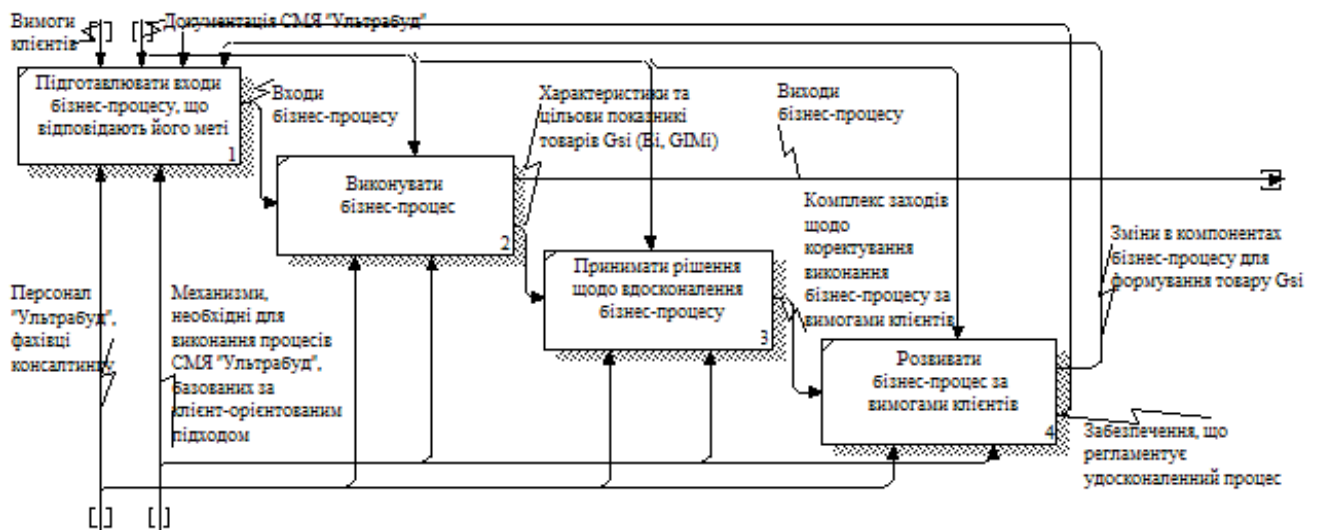 Вимоги
клієнтів
Документація СМЯ "Ультрабуд"
Підготавлювати входи
бізнес-процесу, що
відповідають його меті
1
Входи
бізнес-процесу
Характеристики та
цільови показникі
товарів Gsi (Bi, GIMi)
Виходи
бізнес-процесу
Виконувати
бізнес-процес
2
Комплекс заходів
щодо
коректування
виконання
бізнес-процесу за
вимогами клієнтів
Принимати рішення
щодо вдосконалення
бізнес-процесу
3
Зміни в компонентах
бізнес-процесу для
формування товару Gsi
Персонал
"Ультрабуд",
фахівці
консалтингу
Механизми,
необхідні для
виконання процесів
СМЯ "Ультрабуд",
базованих за
клієнт-орієнтованим
підходом
Розвивати
бізнес-процес за
вимогами клієнтів
4
Забезпечення, що
регламентує
удосконаленний процес